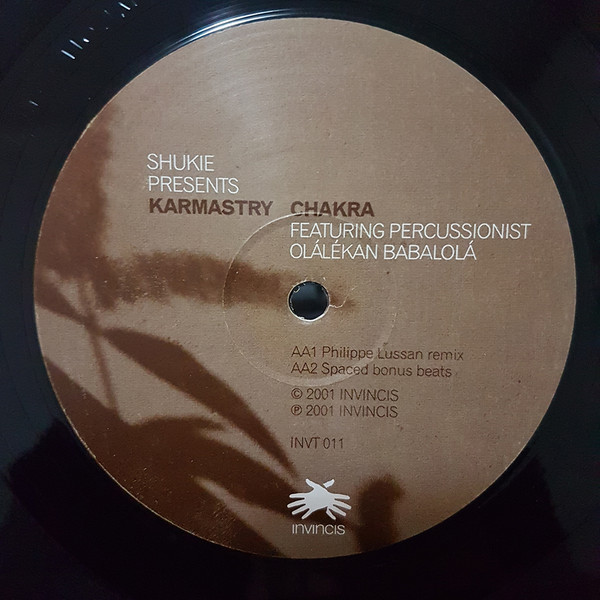 SHUKIE
PRESENTS
KARMASTRY CHAKRA
FEATURING PERCUSSIONIST
OLÁLÉKAN BABALOLÁ
AA1 Philippe Lussan remix
AA2 Spaced bonus beats
© 2001 INVINCIS
℗ 2001 INVINCIS
INVT 011
invincis